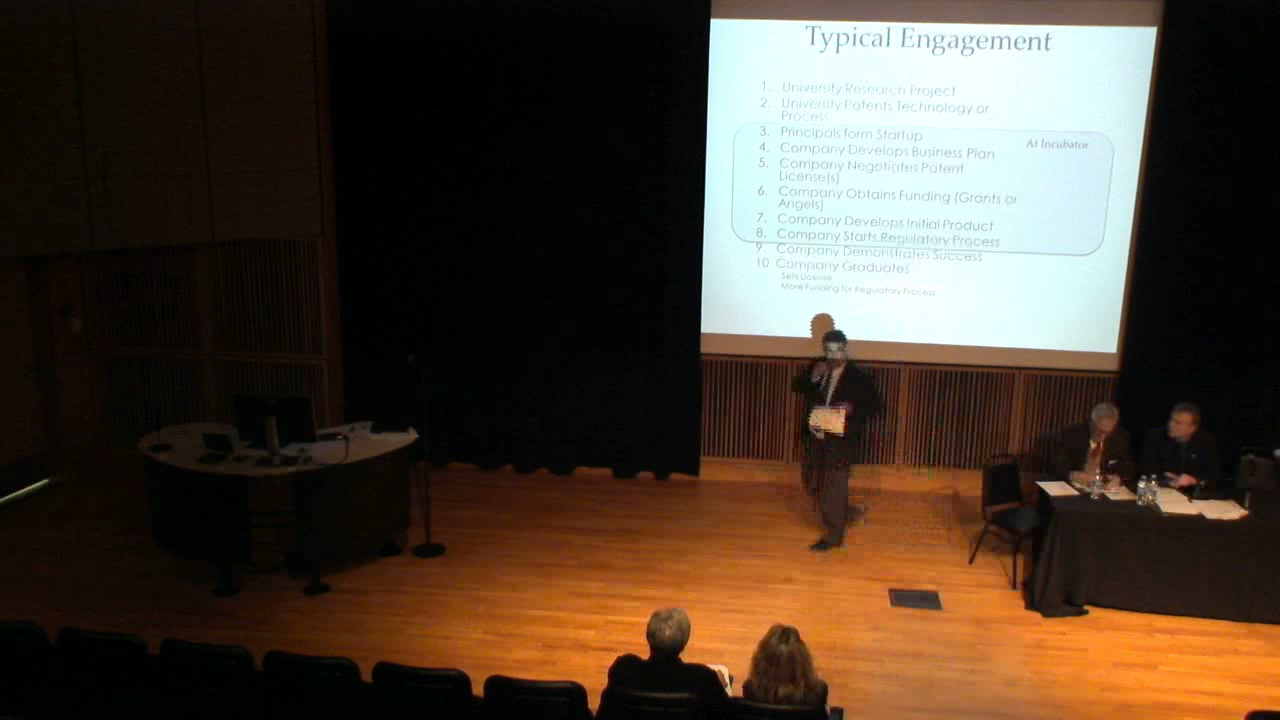 Typical Engagement
1. University Research Project
2. University Patents Technology or
Process
3. Principals form Startup
At Incubator
4. Company Develops Business Plan
5. Company Negotiates Patent
License(s)
6. Company Obtains Funding (Grants or
Angels)
7. Company Develops Initial Product
8. Company Starts Regulatory Process
9. Company Demonstrates Success
10 Company Graduates
Sells License
More Funding for Regulatory Process